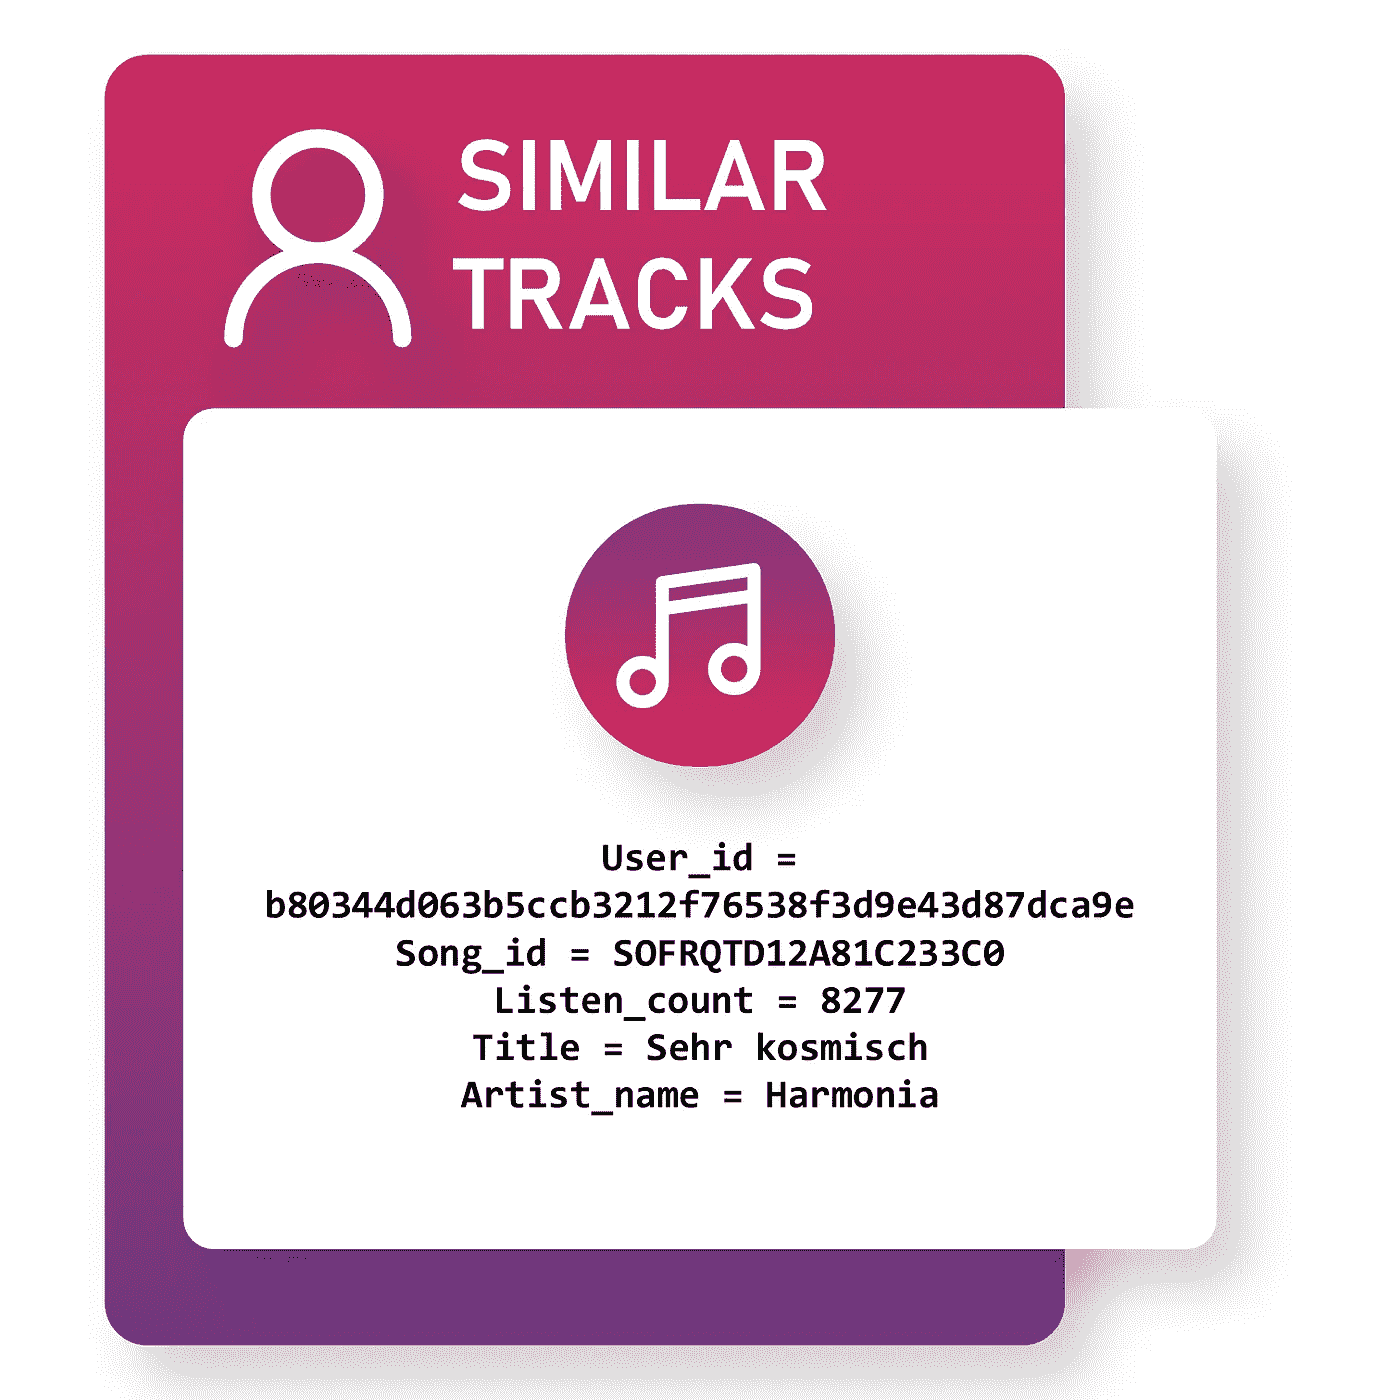 SIMILAR
TRACKS
User_id =
b80344d063b5ccb3212f76538f3d9e43d87dca9e
Song_id = SOFRQTD12A81C233C0
Listen_count = 8277
Title = Sehr kosmisch
Artist_name = Harmonia